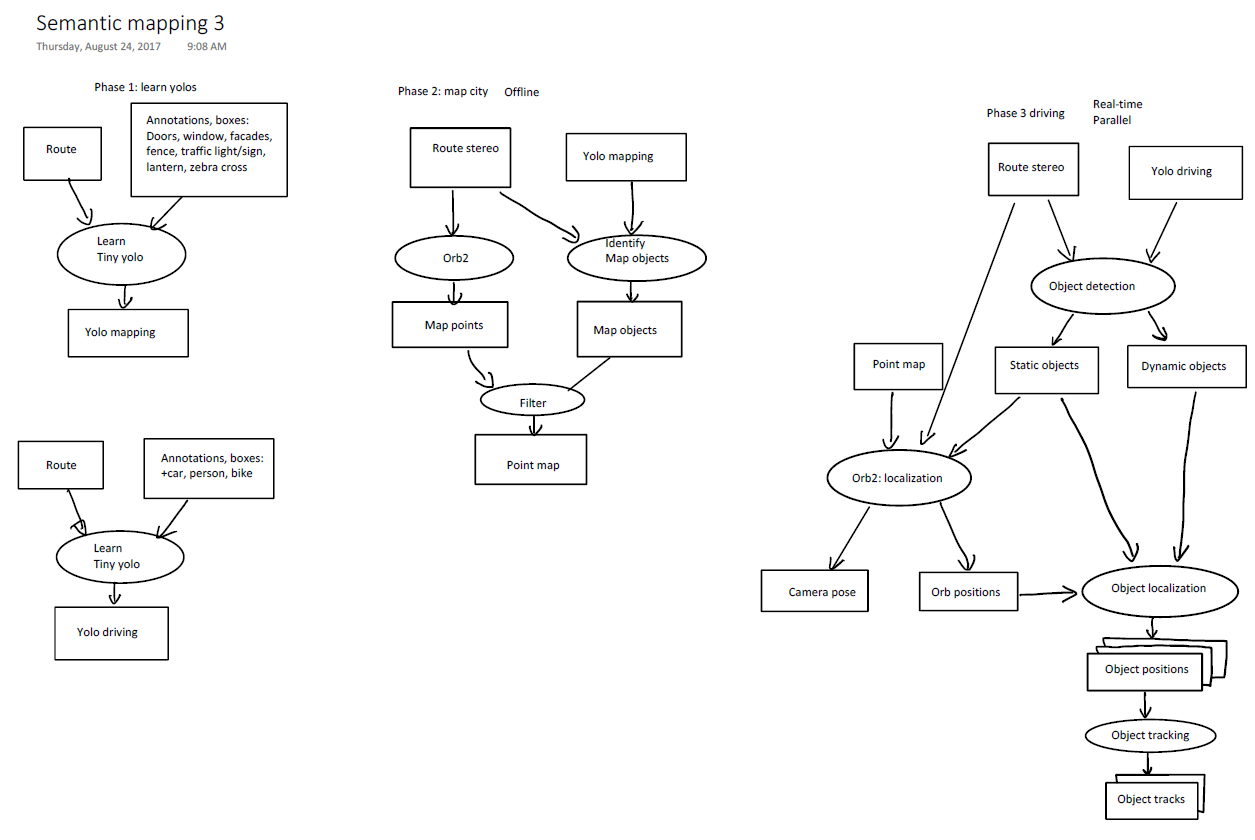 Semantic mapping 3
Thursday, August 24, 2017 9:08 AM
Phase 1: learn yolos
Route
Annotations, boxes:
Doors, window, facades,
fence, traffic light/sign,
lantern, zebra cross
Learn
Tiny yolo
Yolo mapping
Route
Annotations, boxes:
+car, person, bike
Learn
Tiny yolo
Yolo driving
Phase 2: map city Offline
Route stereo
Yolo mapping
Orb2
Identify
Map objects
Map points
Map objects
Filter
Point map
Phase 3 driving
Real-time
Parallel
Route stereo
Yolo driving
Object detection
Point map
Static objects
Dynamic objects
Orb2: localization
Camera pose
Orb positions
Object localization
Object positions
Object tracking
Object tracks